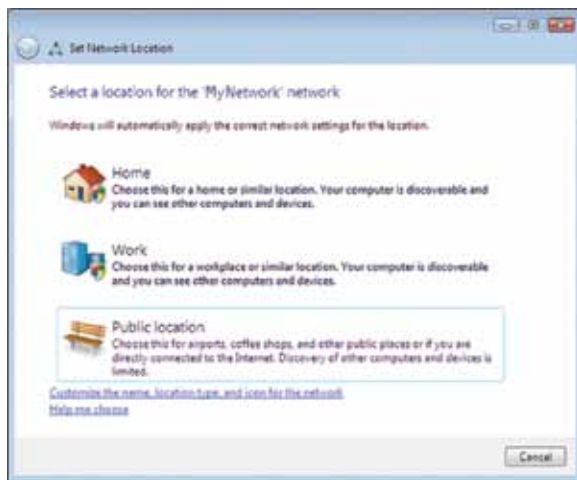 Set Network Location
Select a location for the 'MyNetwork' network
Windows will automatically apply the correct network settings for the location.
Home
Choose this for a home or similar location. Your computer is discoverable and
you can see other computers and devices.
Work
Choose this for a workplace or similar location. Your computer is discoverable
and you can see other computers and devices.
Public location
Choose this for airports, coffee shops, and other public places or if you are
directly connected to the Internet. Discovery of other computers and devices is
limited.
Customize the name, location type, and icon for the network
Help me choose
Cancel